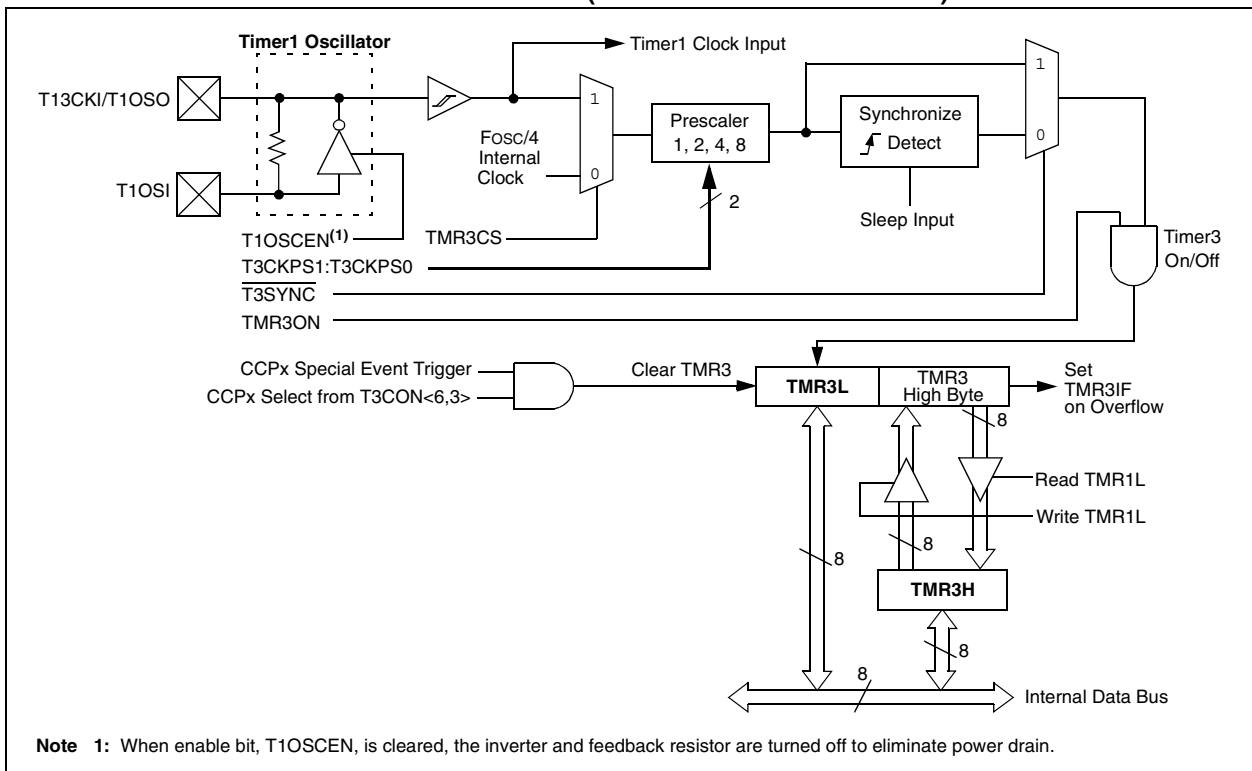 Timer1 Oscillator
Timer1 Clock Input
T13CKI/T1OSO
1
FOSC/4
Internal
Clock
0
Prescaler
1, 2, 4, 8
Synchronize
Detect
1
0
T1OSI
2
Sleep Input
T1OSCEN(1)
TMR3CS
Timer3
On/Off
T3CKPS1:T3CKPS0
T3SYNC
TMR3ON
CCPx Special Event Trigger
CCPx Select from T3CON<6,3>
Clear TMR3
TMR3L
TMR3
High Byte
Set
TMR3IF
on Overflow
8
Read TMR1L
Write TMR1L
8
8
TMR3H
8
8
Internal Data Bus
Note 1: When enable bit, T1OSCEN, is cleared, the inverter and feedback resistor are turned off to eliminate power drain.